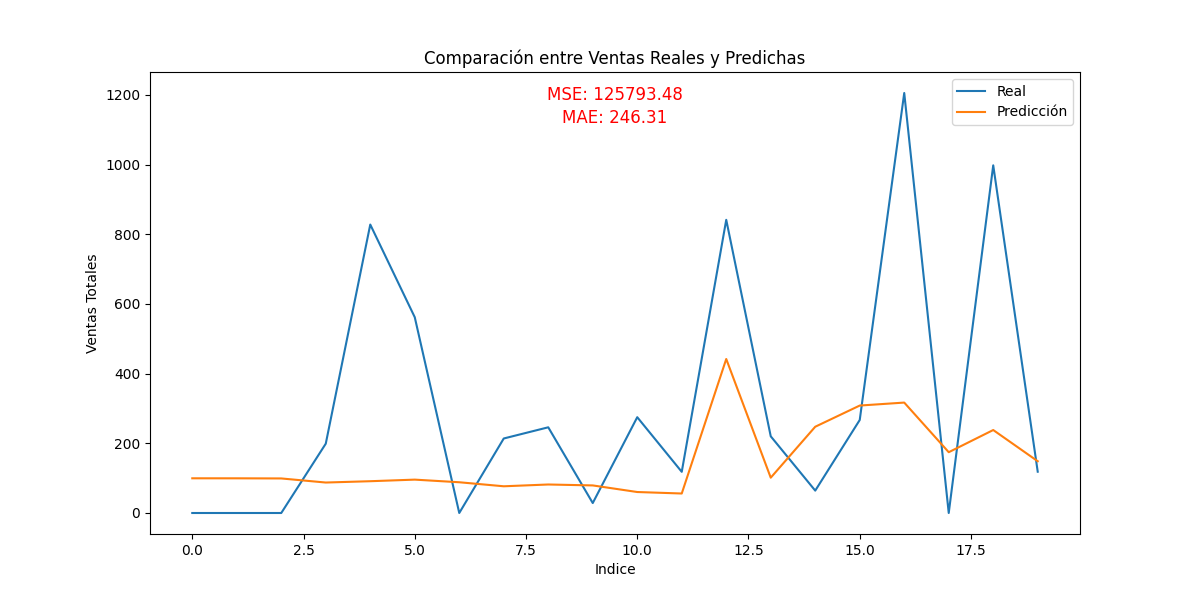 Comparación entre Ventas Reales y Predichas
MSE: 125793.48
MAE: 246.31
Real
Predicción
Ventas Totales
1200
1000
800
600
400
200
0
0.0
2.5
5.0
7.5
10.0
12.5
15.0
17.5
Indice